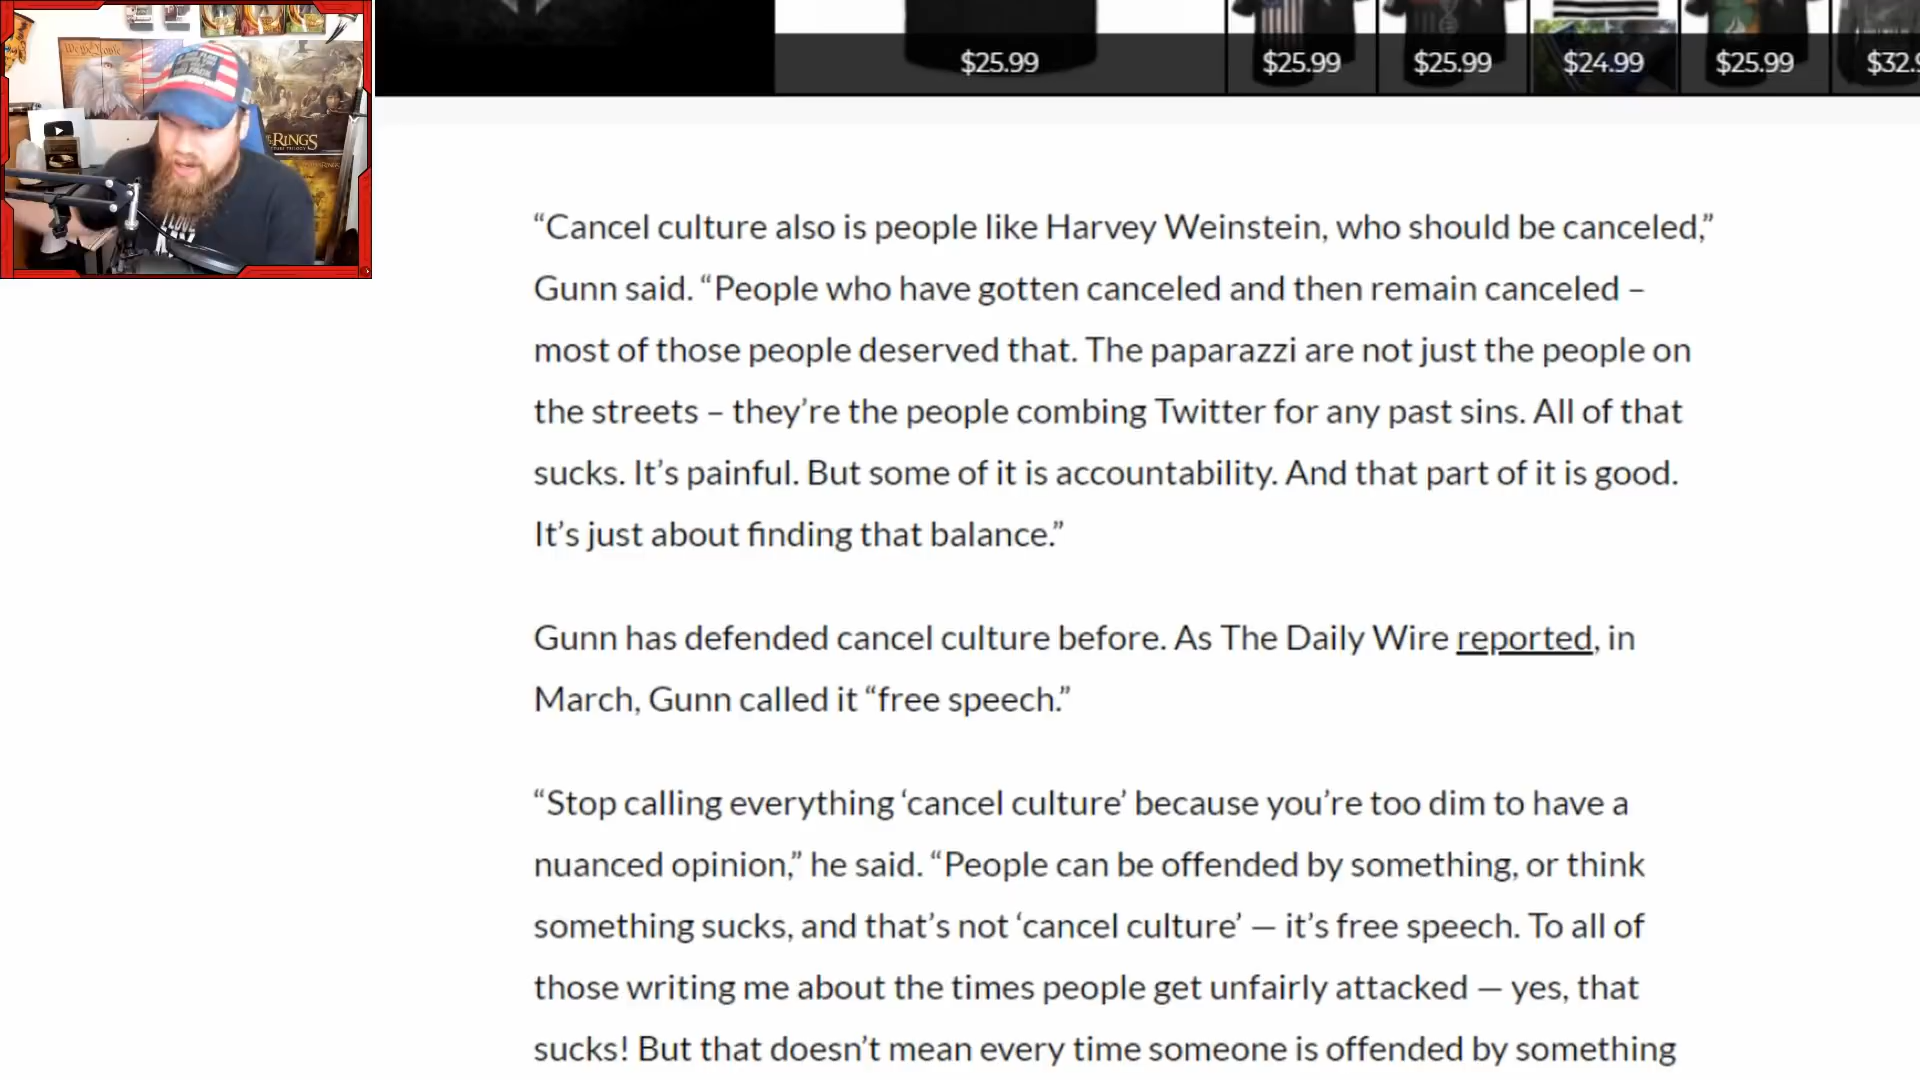 $25.99
$25.99
$25.99
$24.99
$25.99
We the People
RINGS
I LOVE
“Cancel culture also is people like Harvey Weinstein, who should be canceled,”
Gunn said. “People who have gotten canceled and then remain canceled –
most of those people deserved that. The paparazzi are not just the people on
the streets – they’re the people combing Twitter for any past sins. All of that
sucks. It’s painful. But some of it is accountability. And that part of it is good.
It’s just about finding that balance.”
Gunn has defended cancel culture before. As The Daily Wire reported, in
March, Gunn called it “free speech.”
“Stop calling everything ‘cancel culture’ because you’re too dim to have a
nuanced opinion,” he said. “People can be offended by something, or think
something sucks, and that’s not ‘cancel culture’ — it’s free speech. To all of
those writing me about the times people get unfairly attacked — yes, that
sucks! But that doesn’t mean every time someone is offended by something